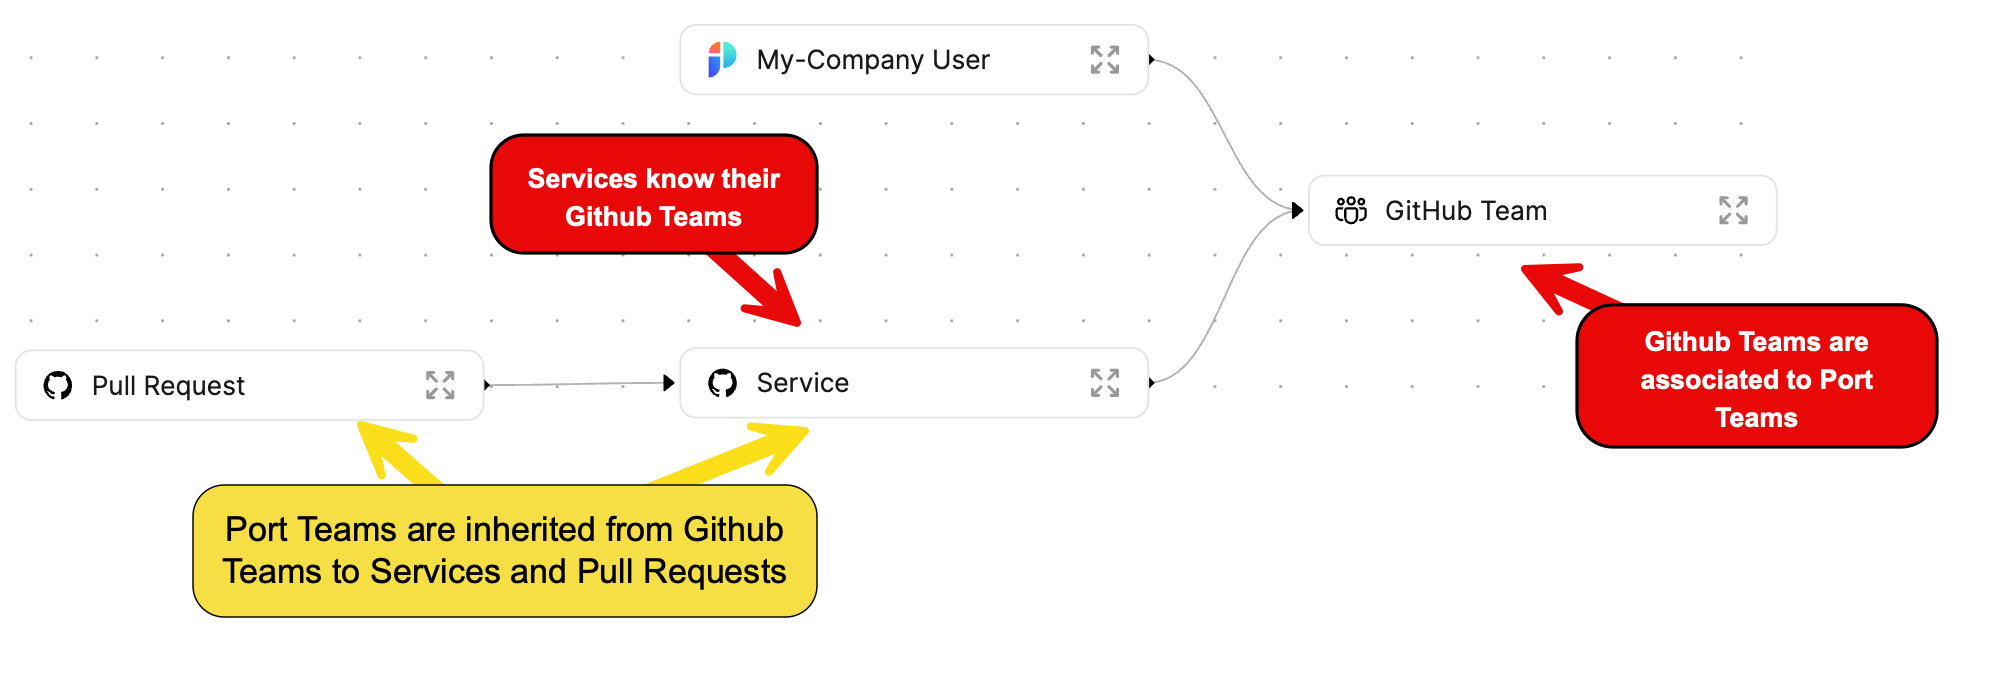 My-Company User
Services know their
Github Teams
GitHub Team
Github Teams are
associated to Port
Teams
Pull Request
Service
Port Teams are inherited from Github
Teams to Services and Pull Requests